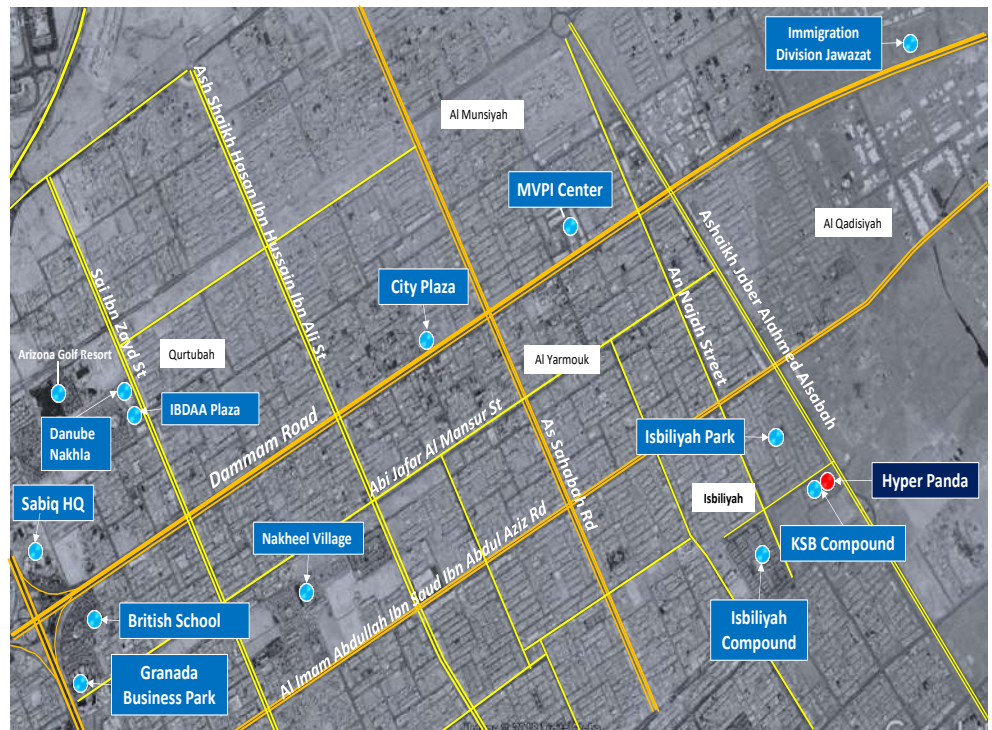 Immigration
Division Jawazat
Al Munsiyah
Ash Shaikh Hasan Ibn Hussain Ibn Ali St
MVPI Center
Al Qadisiyah
Ashaikh Jaber Alahmed Alsabah
An Najah Street
City Plaza
Sai Ibn Zayd St
Arizona Golf Resort
Qurtubah
Al Yarmouk
IBDAA Plaza
Danube
Nakhla
Dammam Road
Abi Jafar Al Mansur St
As Sahabah Rd
Isbiliyah Park
Sabiq HQ
Isbiliyah
Hyper Panda
Nakheel Village
KSB Compound
Al Imam Abdullah Ibn Saud Ibn Abdul Aziz Rd
British School
Isbiliyah
Compound
Granada
Business Park